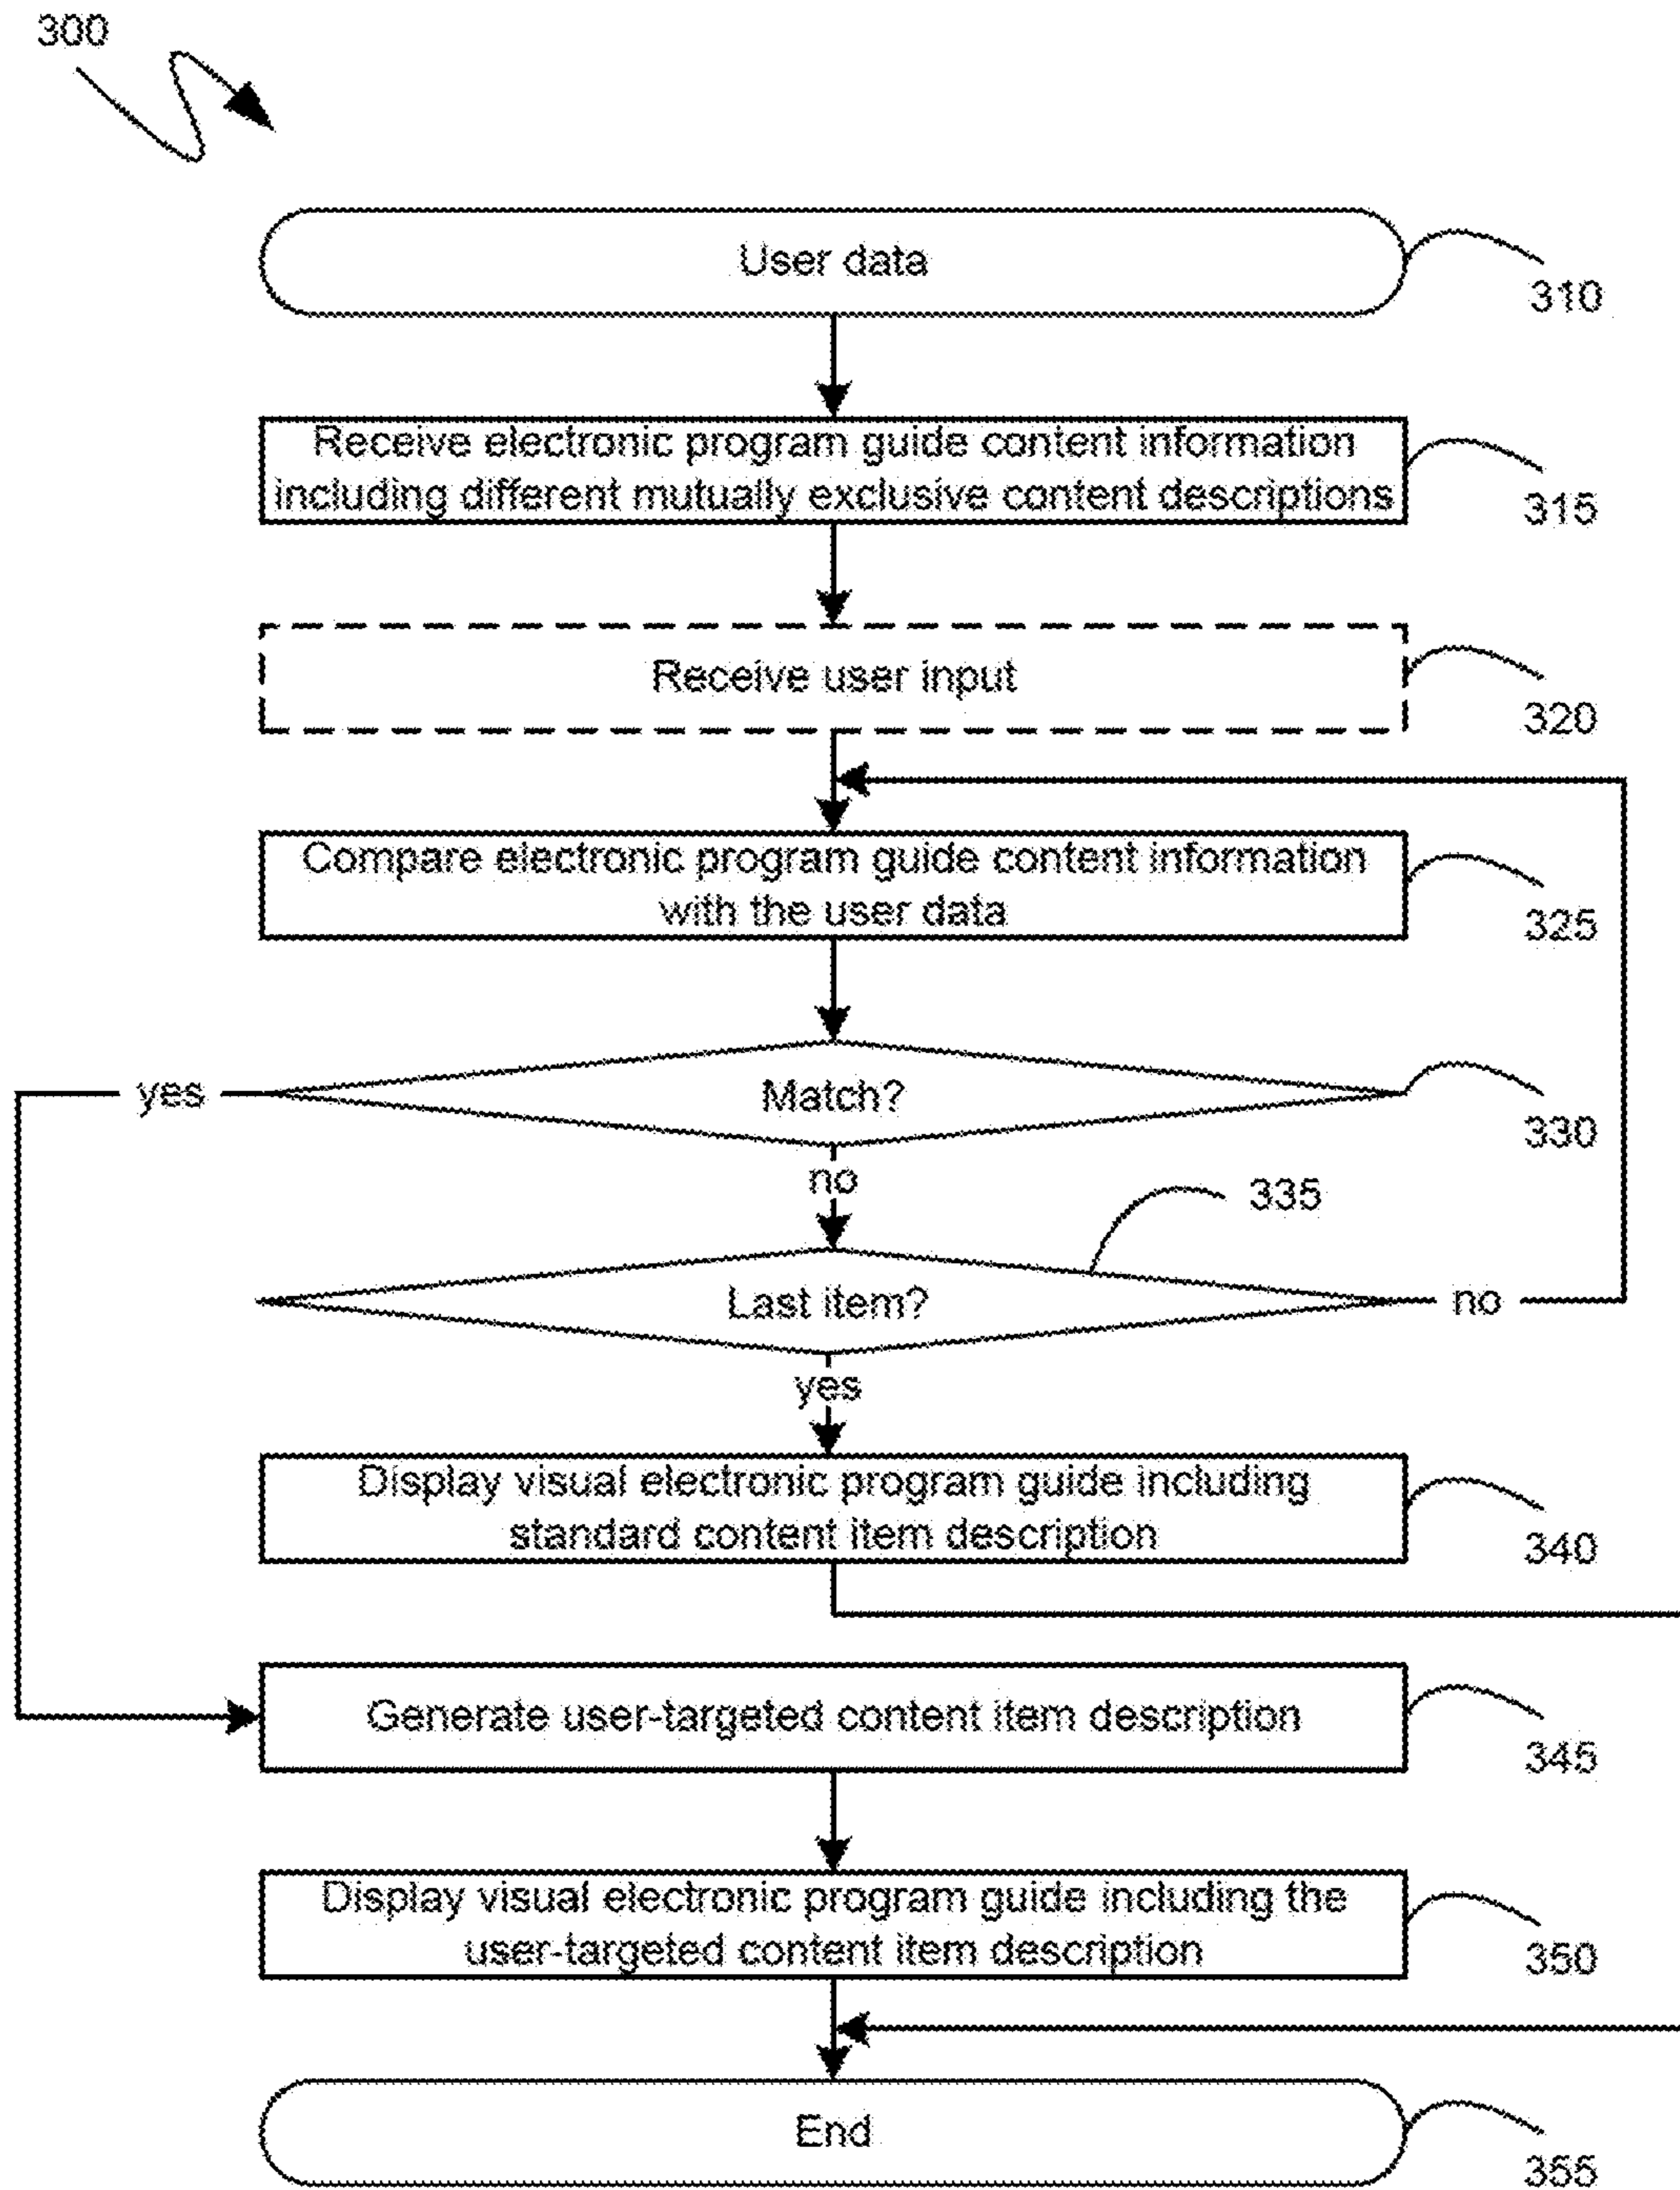 300
User data
310
Receive electronic program guide content information
including different mutually exclusive content descriptions
315
Receive user input
320
Compare electronic program guide content information
with the user data
325
yes
Match?
330
no
335
Last item?
no
yes
Display visual electronic program guide including
standard content item description
340
Generate user-targeted content item description
345
Display visual electronic program guide including the
user-targeted content item description
350
End
355